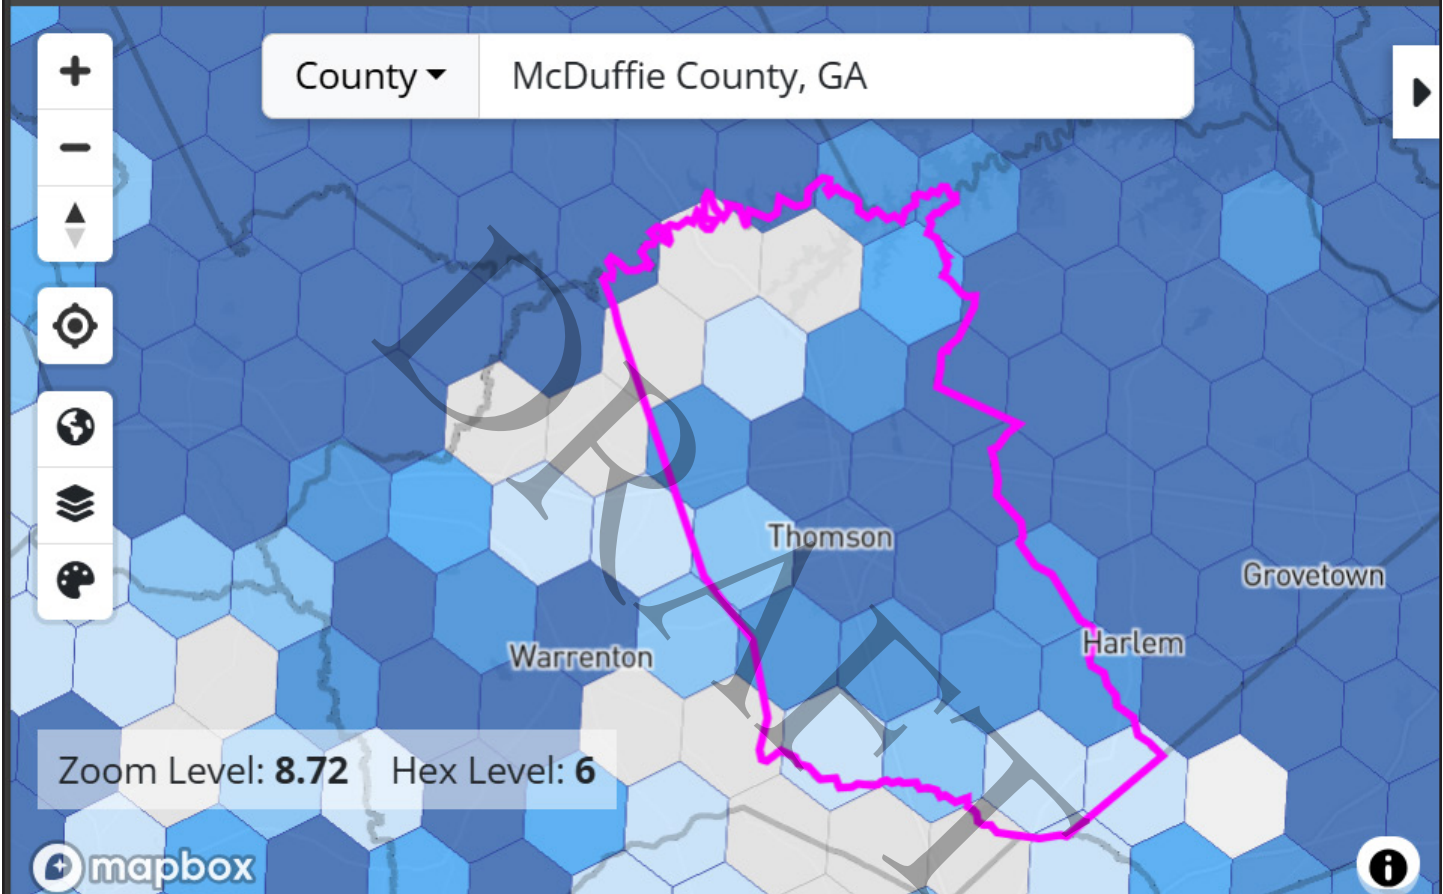 County McDuffie County, GA
DRAFT
Thomson
Grovetown
Harlem
Warrenton
Zoom Level: 8.72 Hex Level: 6
mapbox